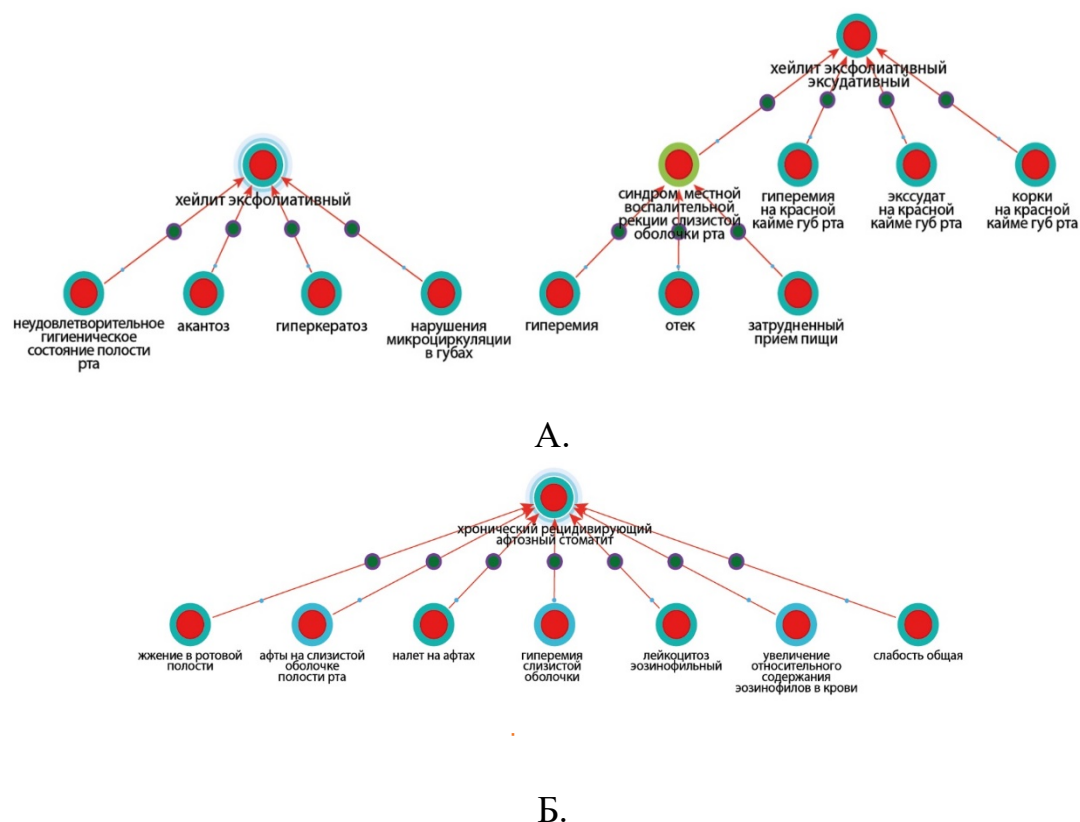 хейлит эксфолиативный
эксудативный
хейлит эксфолиативный
синдром местной
воспалительной
рекции слизистой
оболочки рта
гиперемия
на красной
кайме губ рта
экссудат
на красной
кайме губ рта
корки
на красной
кайме губ рта
неудовлетворительное
гигиеническое
состояние полости
рта
акантоз
гиперкератоз
нарушения
микроциркуляции
в губах
гиперемия
отек
затрудненный
прием пищи
А.
хронический рецидивирующий
афтозный стоматит
жжение в ротовой
полости
афты на слизистой
оболочке
полости рта
налет на афтах
гиперемия
слизистой
оболочки
лейкоцитоз
эозинофильный
увеличение
относительного
содержания
эозинофилов в крови
слабость общая
Б.